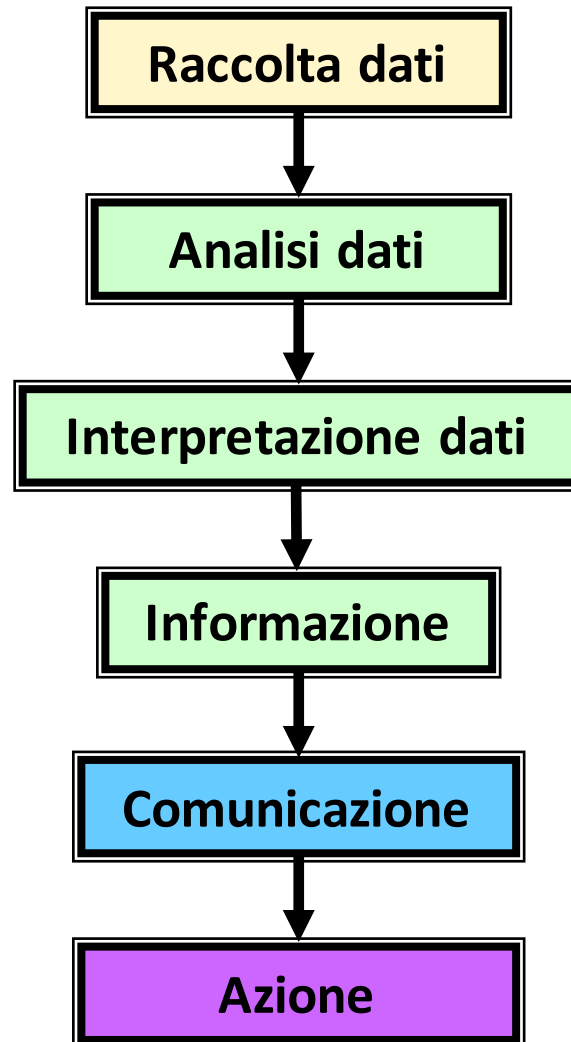 Raccolta dati
Analisi dati
Interpretazione dati
Informazione
Comunicazione
Azione